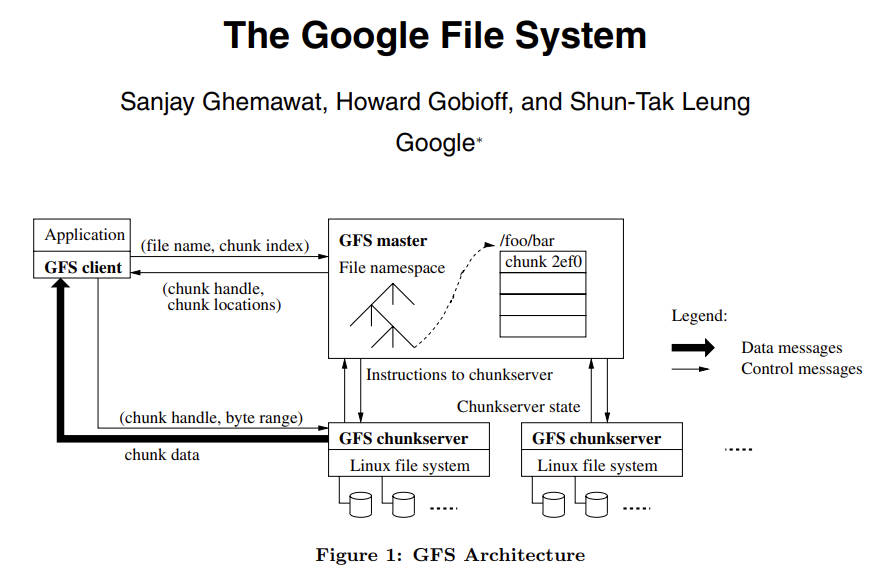 The Google File System
Sanjay Ghemawat, Howard Gobioff, and Shun-Tak Leung
Google*
Application
GFS client
(file name, chunk index)
(chunk handle,
chunk locations)
GFS master
File namespace
/foo/bar
chunk 2ef0
Legend:
Data messages
Control messages
Instructions to chunkserver
Chunkserver state
(chunk handle, byte range)
chunk data
GFS chunkserver
Linux file system
GFS chunkserver
Linux file system
Figure 1: GFS Architecture